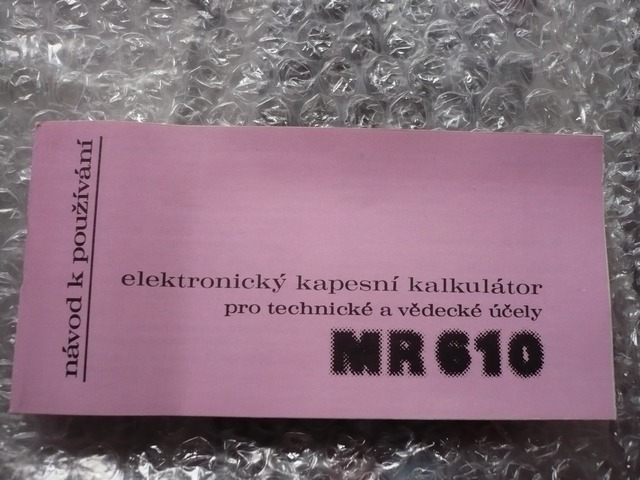 návod k používání
elektronický kapesní kalkulátor
pro technické a vědecké účely
MR 610